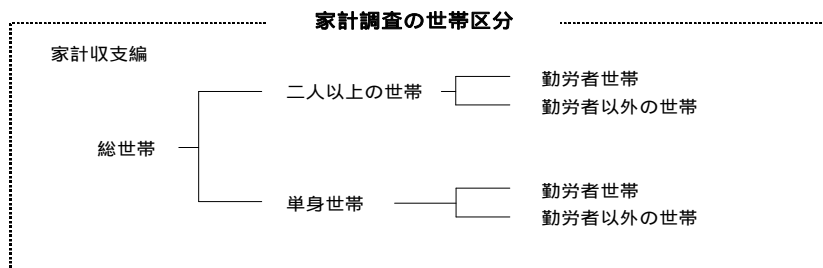 家計調査の世帯区分
家計収支編
総世帯
二人以上の世帯
勤労者世帯
勤労者以外の世帯
単身世帯
勤労者世帯
勤労者以外の世帯